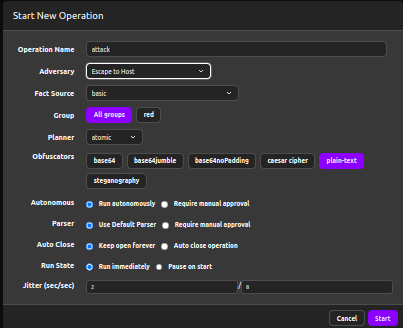 Start New Operation
Operation Name attack
Adversary Escape to Host
Fact Source basic
Group All groups red
Planner atomic
Obfuscators base64 base64jumble base64noPadding caesar cipher plain-text
steganography
Autonomous Run autonomously Require manual approval
Parser Use Default Parser Require manual approval
Auto Close Keep open forever Auto close operation
Run State Run immediately Pause on start
Jitter (sec/sec) 2 / 8
Cancel Start